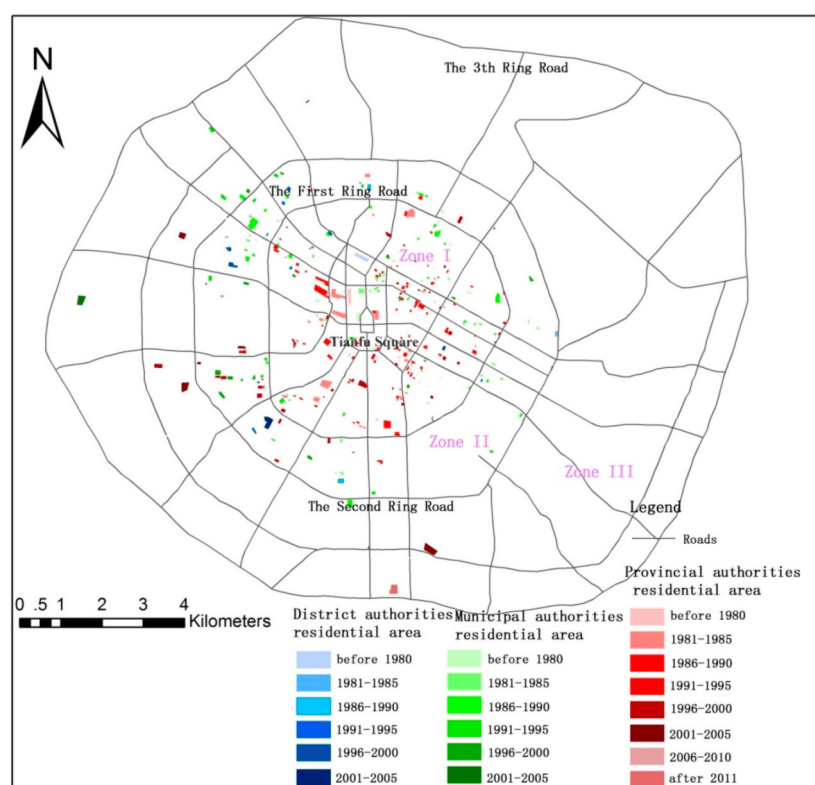 N
The 3th Ring Road
The First Ring Road
Zone I
Tianfu Square
Zone II
Zone III
The Second Ring Road
Legend
Roads
0 .5 1 2 3 4
Kilometers
District authorities
residential area
before 1980
1981-1985
1986-1990
1991-1995
1996-2000
2001-2005
Municipal authorities
residential area
before 1980
1981-1985
1986-1990
1991-1995
1996-2000
2001-2005
Provincial authorities
residential area
before 1980
1981-1985
1986-1990
1991-1995
1996-2000
2001-2005
2006-2010
after 2011